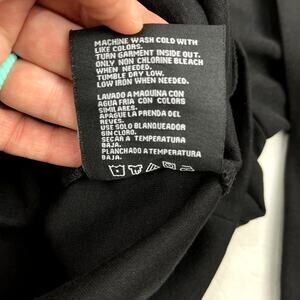 MACHINE WASH COLD WITH
LIKE COLORS.
TURN GARMENT INSIDE OUT.
ONLY NON CHLORINE BLEACH
WHEN NEEDED.
TUMBLE DRY LOW.
LOW IRON WHEN NEEDED.
LAVADO A MAQUINA CON
AGUA FRIA CON COLORS
SIMILARES.
APAGUE LA PRENDA DEL
REVES.
USE SOLO BLANQUEADOR
SIN CLORO.
SECAR A TEMPERATURA
BAJA.
PLANCHADO A TEMPERATURA
BAJA.